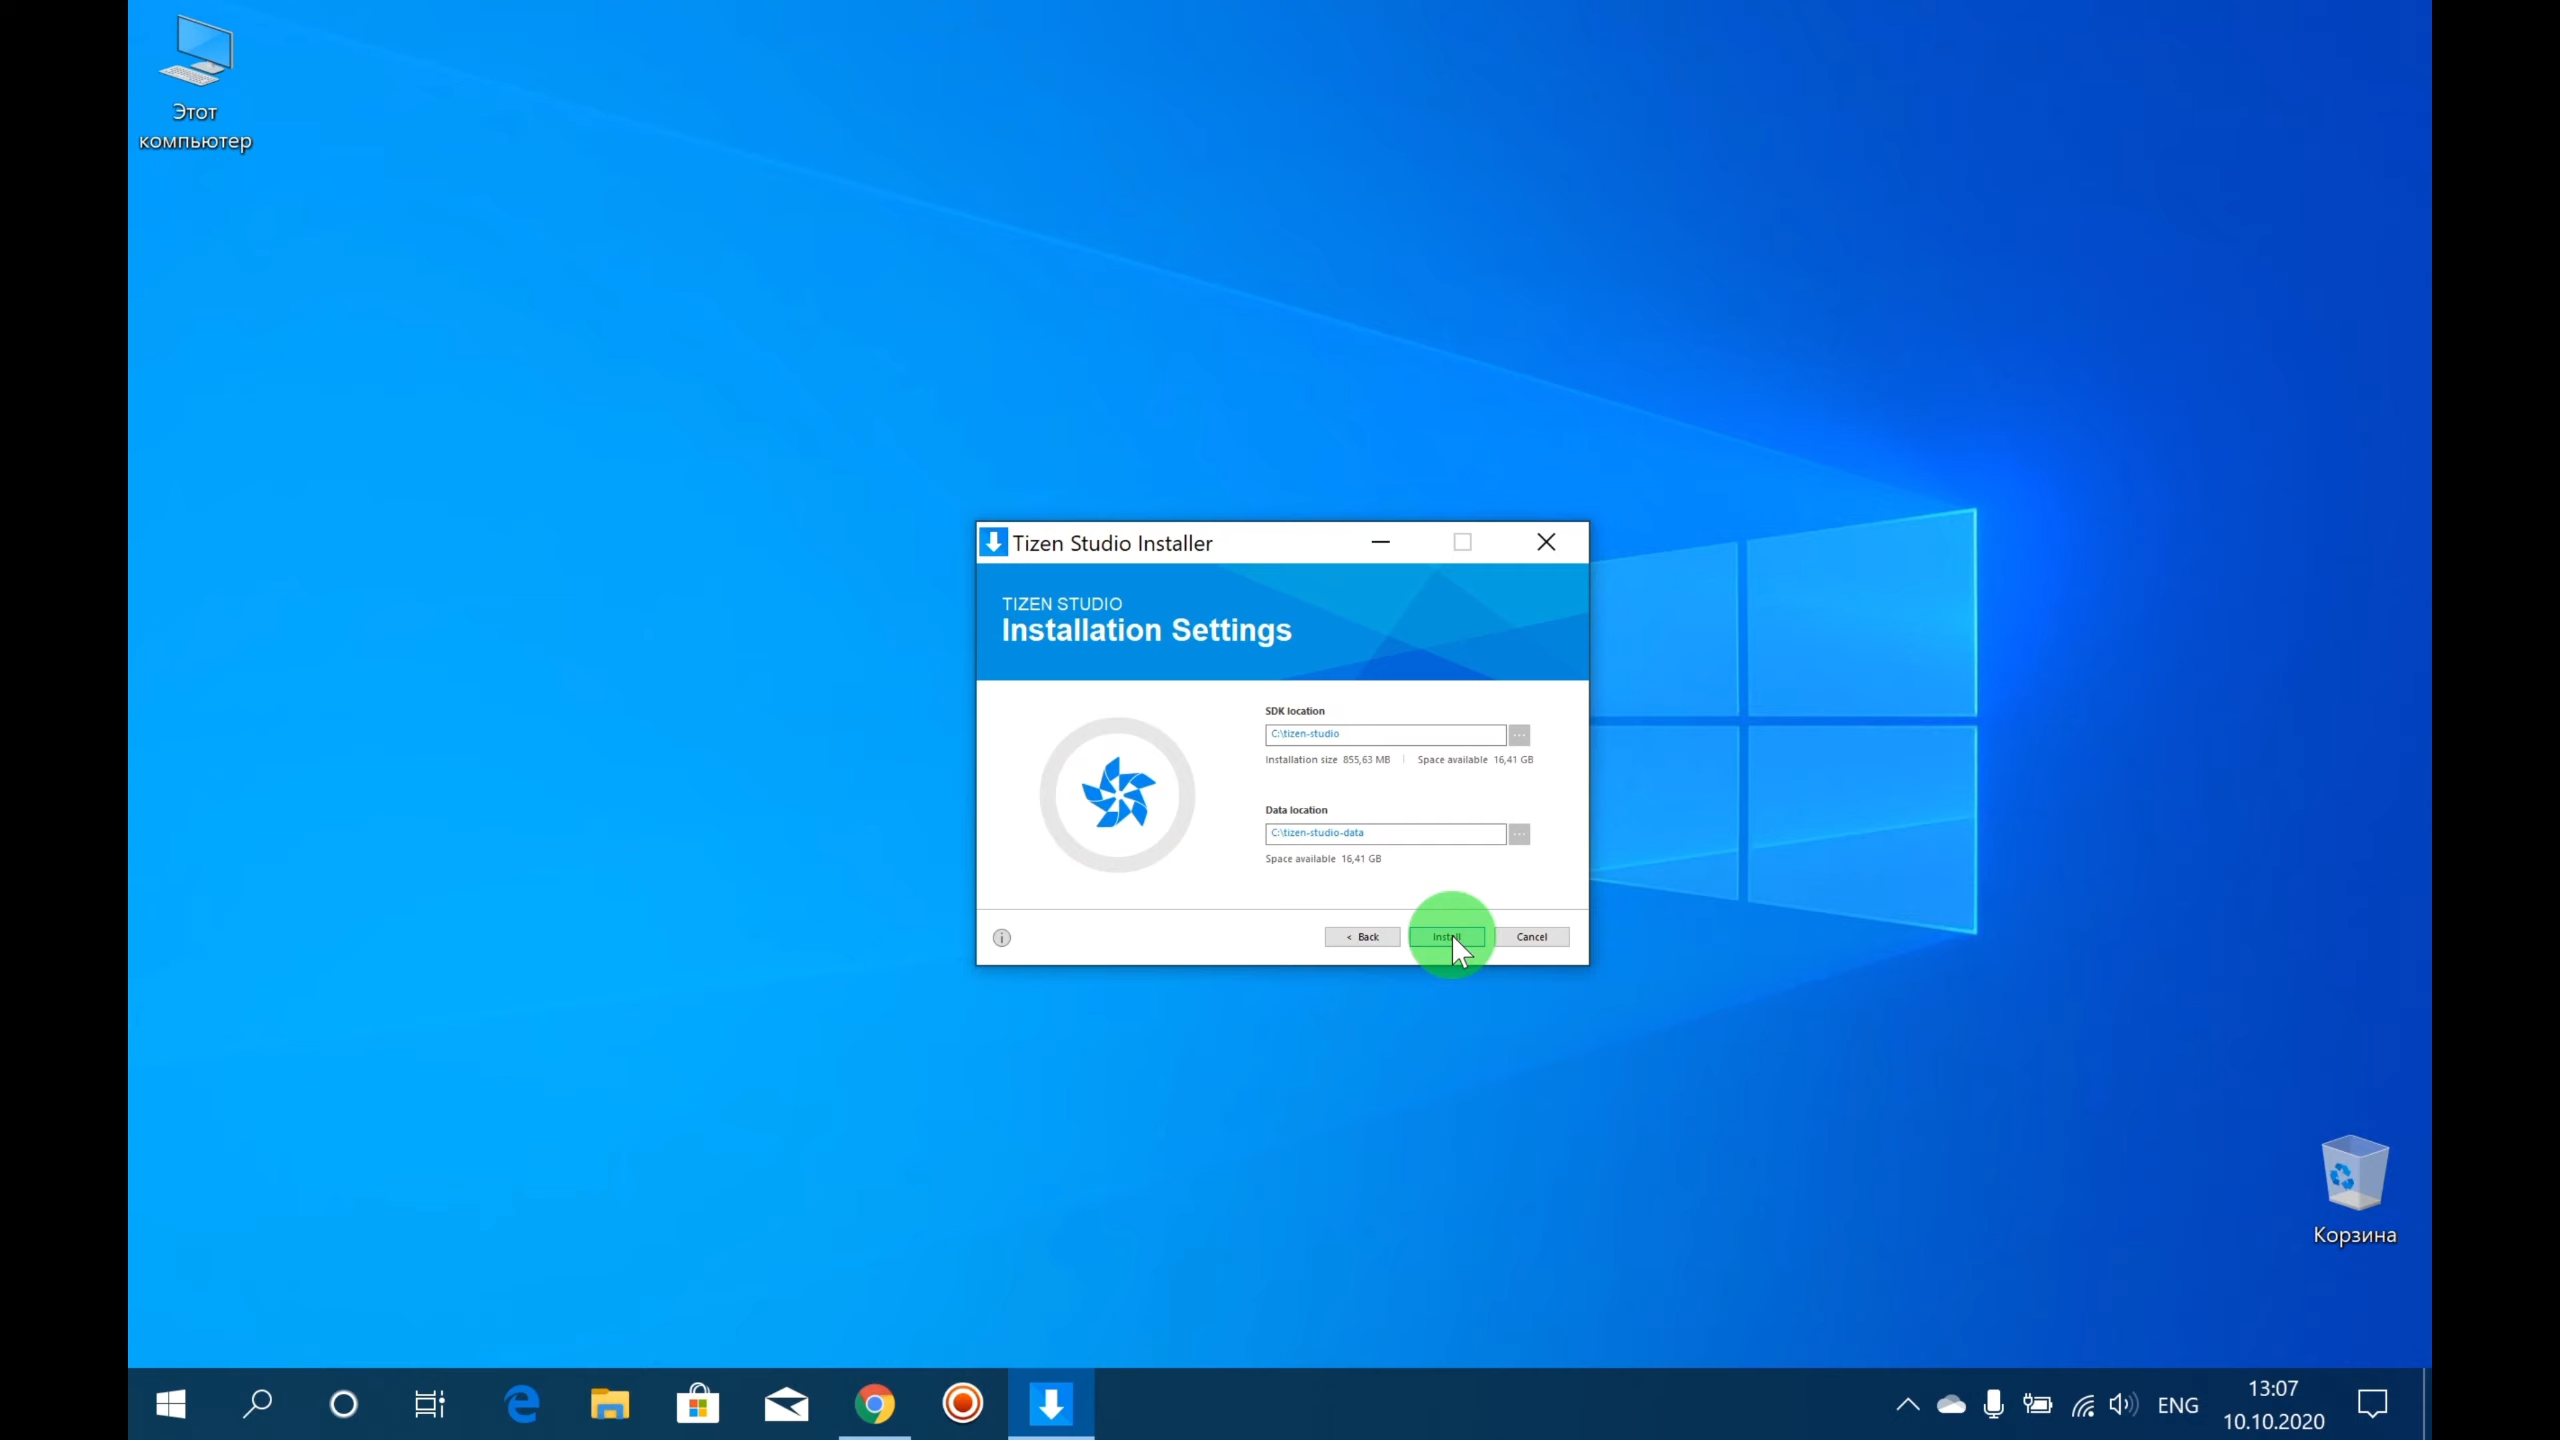 Этот
компьютер
Tizen Studio Installer
TIZEN STUDIO
Installation Settings
SDK location
C:\tizen-studio
...
Installation size 855,63 MB | Space available 16,41 GB
Data location
C:\tizen-studio-data
...
Space available 16,41 GB
i
< Back
Install
Cancel
Корзина
ENG
13:07
10.10.2020